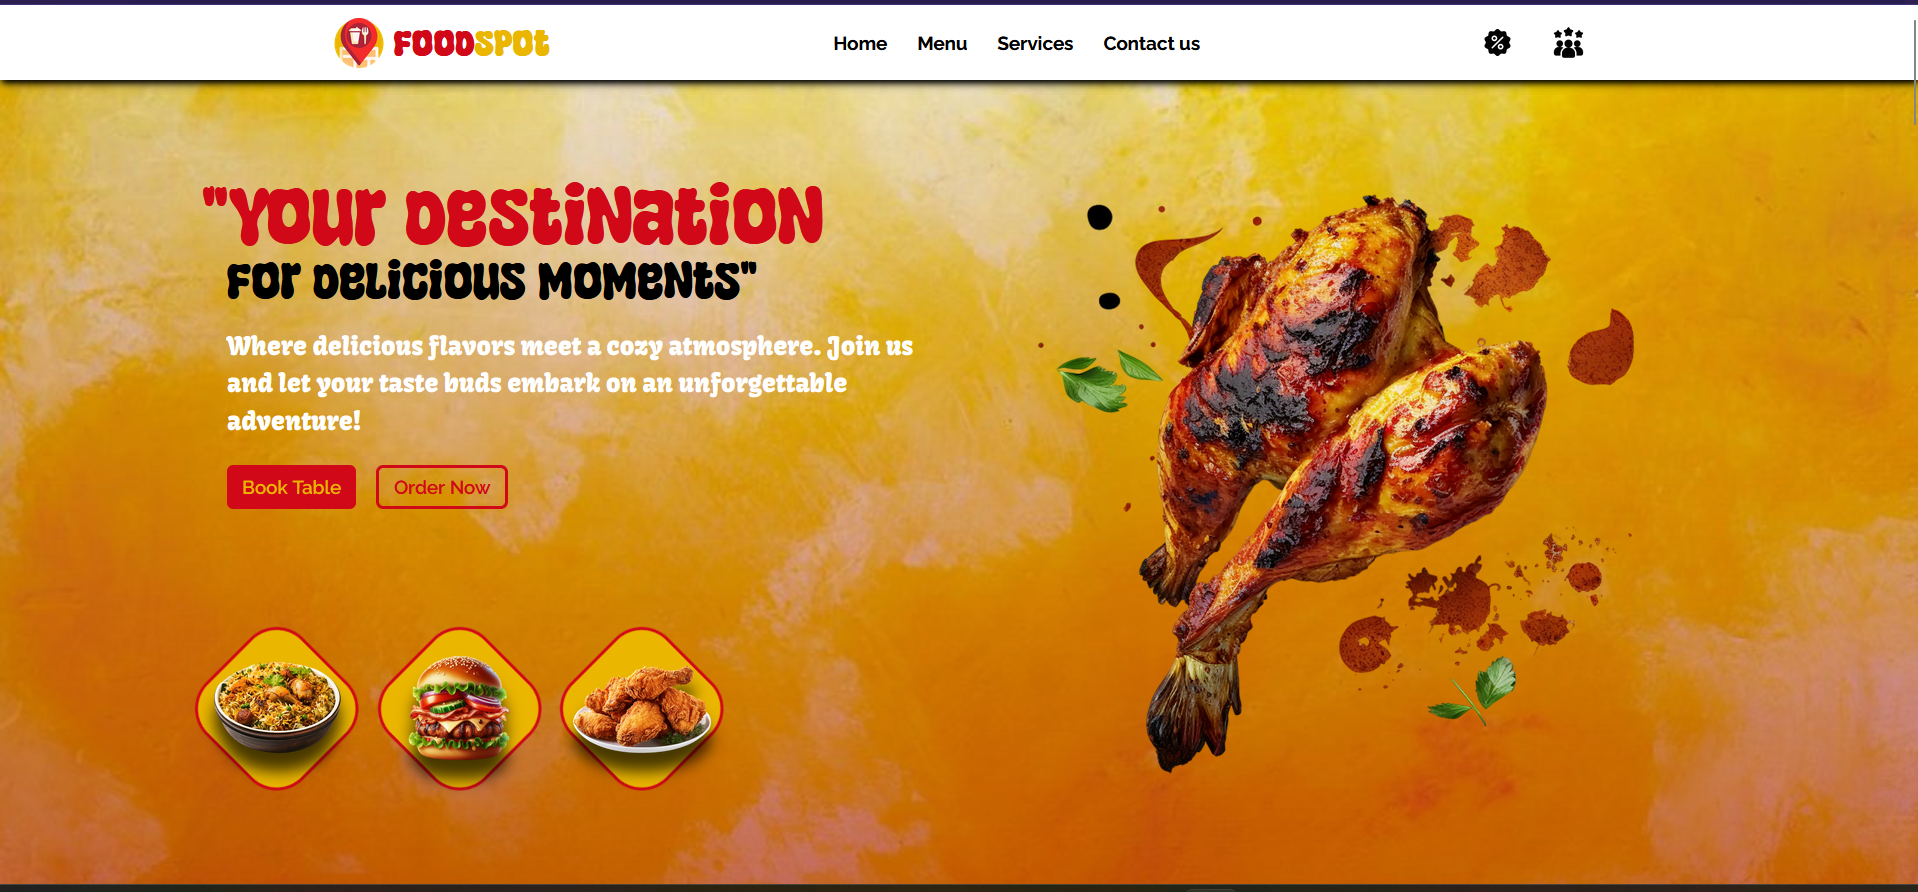 FOODSPOT
Home Menu Services Contact us
"Your Destination
For Delicious Moments"
Where delicious flavors meet a cozy atmosphere. Join us
and let your taste buds embark on an unforgettable
adventure!
Book Table Order Now